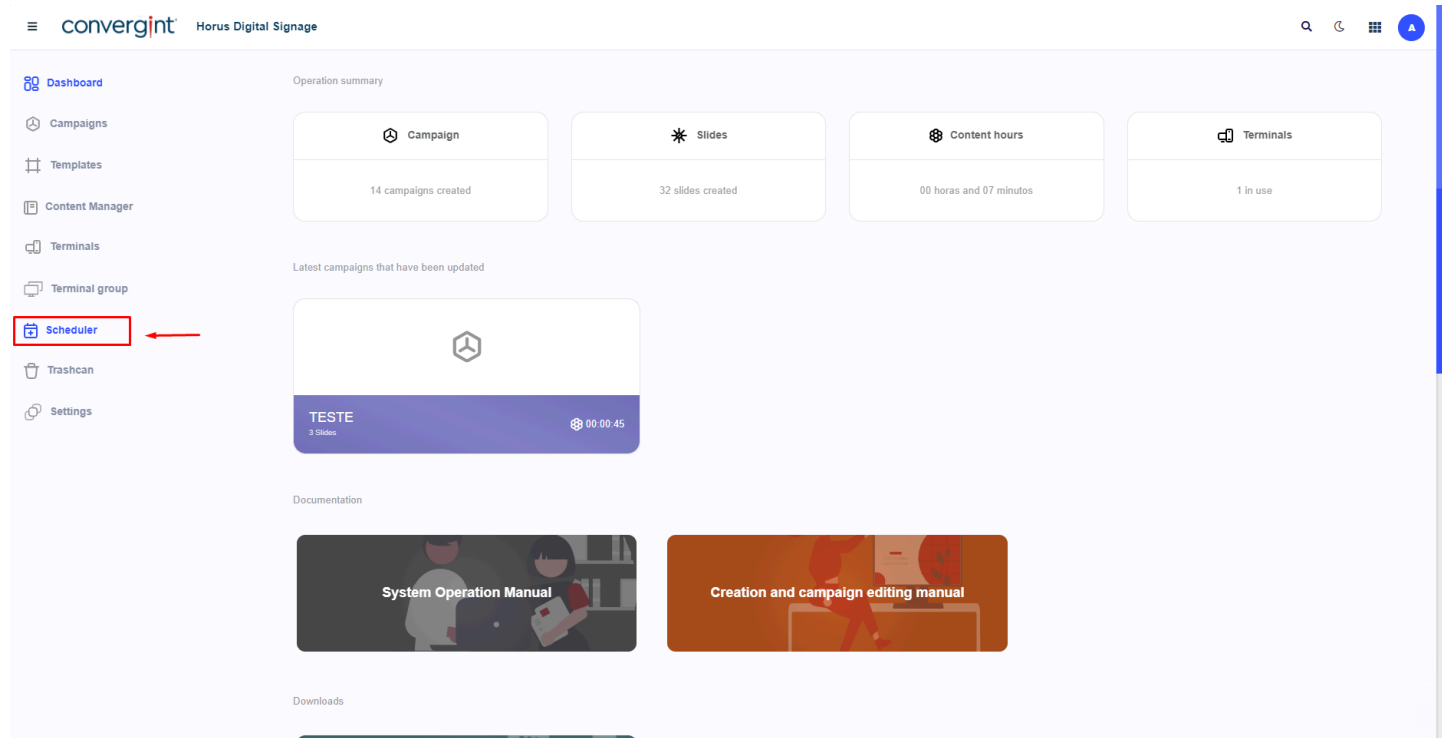 convergint
Horus Digital Signage
A
Dashboard
Campaigns
Templates
Content Manager
Terminals
Terminal group
Scheduler
Trashcan
Settings
Operation summary
Campaign
14 campaigns created
Slides
32 slides created
Content hours
00 horas and 07 minutos
Terminals
1 in use
Latest campaigns that have been updated
TESTE
3 Slides
00:00:45
Documentation
System Operation Manual
Creation and campaign editing manual
Downloads